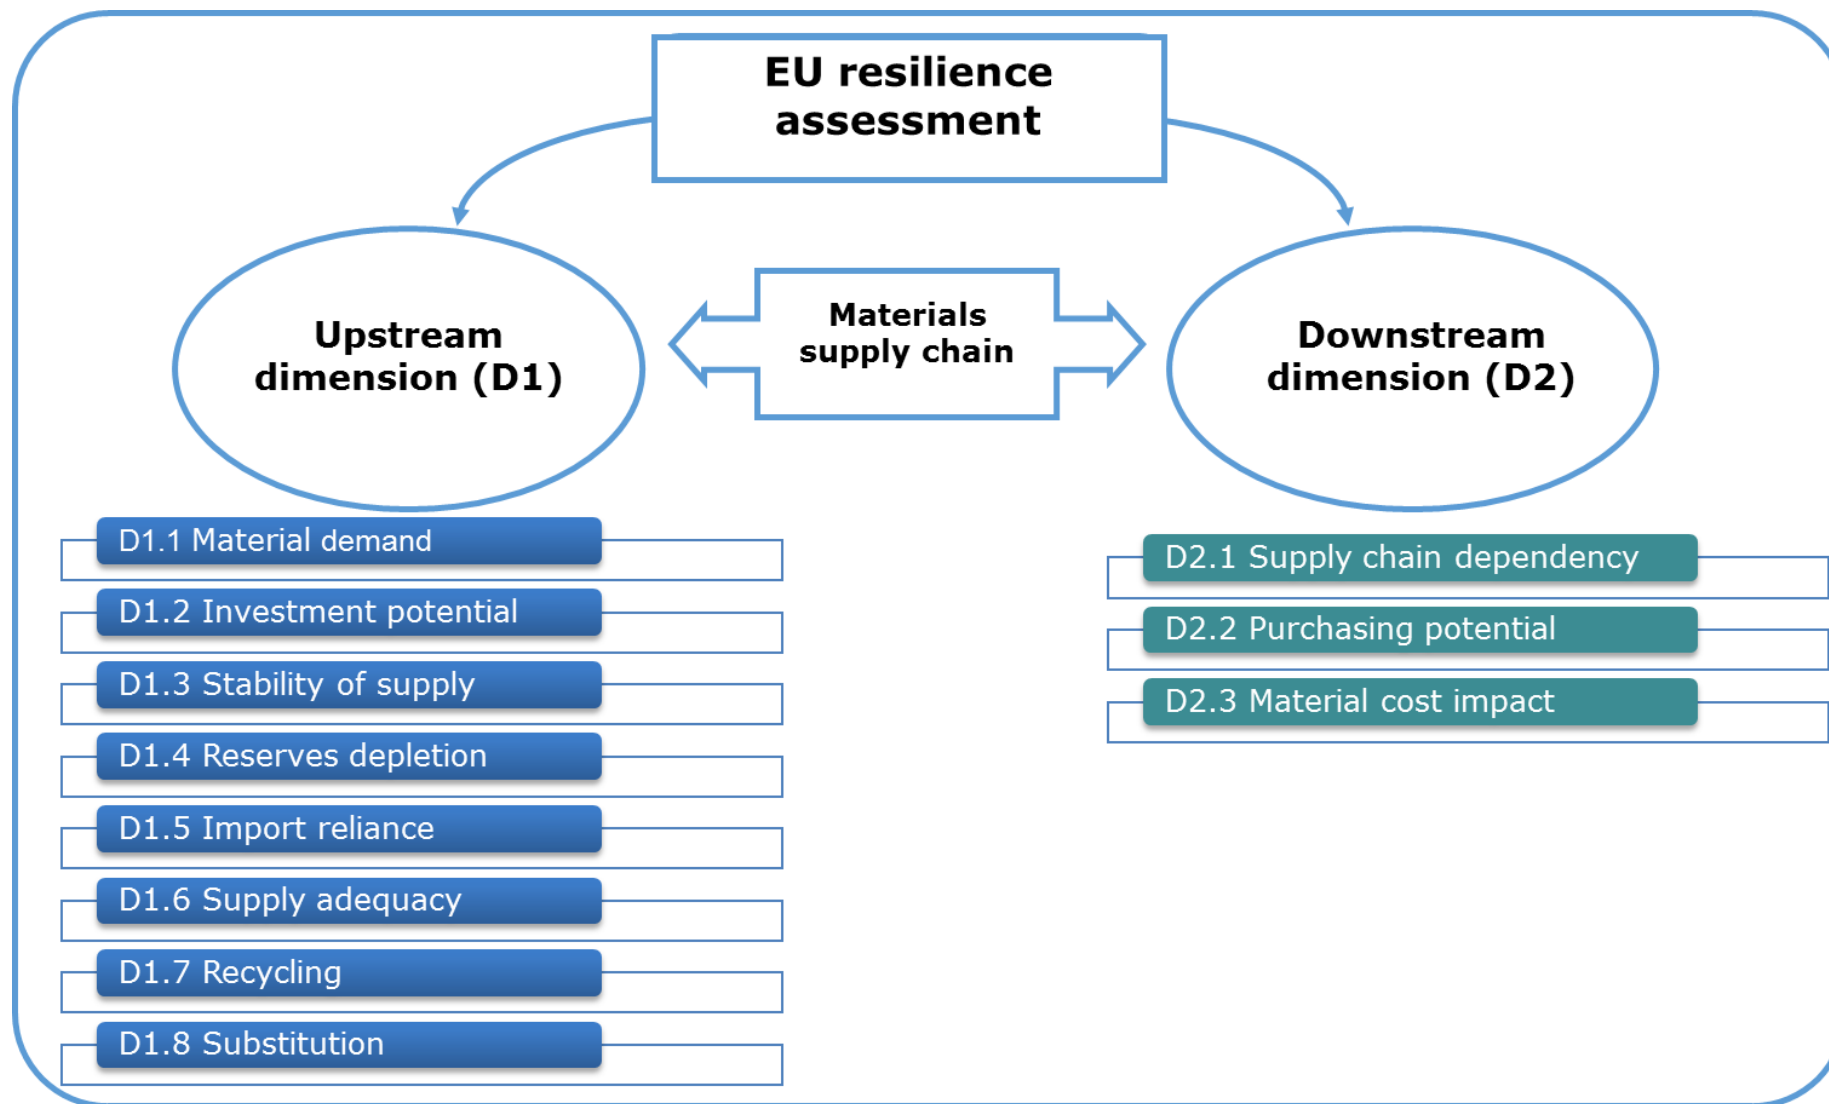 EU resilience
assessment
Upstream
dimension (D1)
Materials
supply chain
Downstream
dimension (D2)
D1.1 Material demand
D1.2 Investment potential
D1.3 Stability of supply
D1.4 Reserves depletion
D1.5 Import reliance
D1.6 Supply adequacy
D1.7 Recycling
D1.8 Substitution
D2.1 Supply chain dependency
D2.2 Purchasing potential
D2.3 Material cost impact